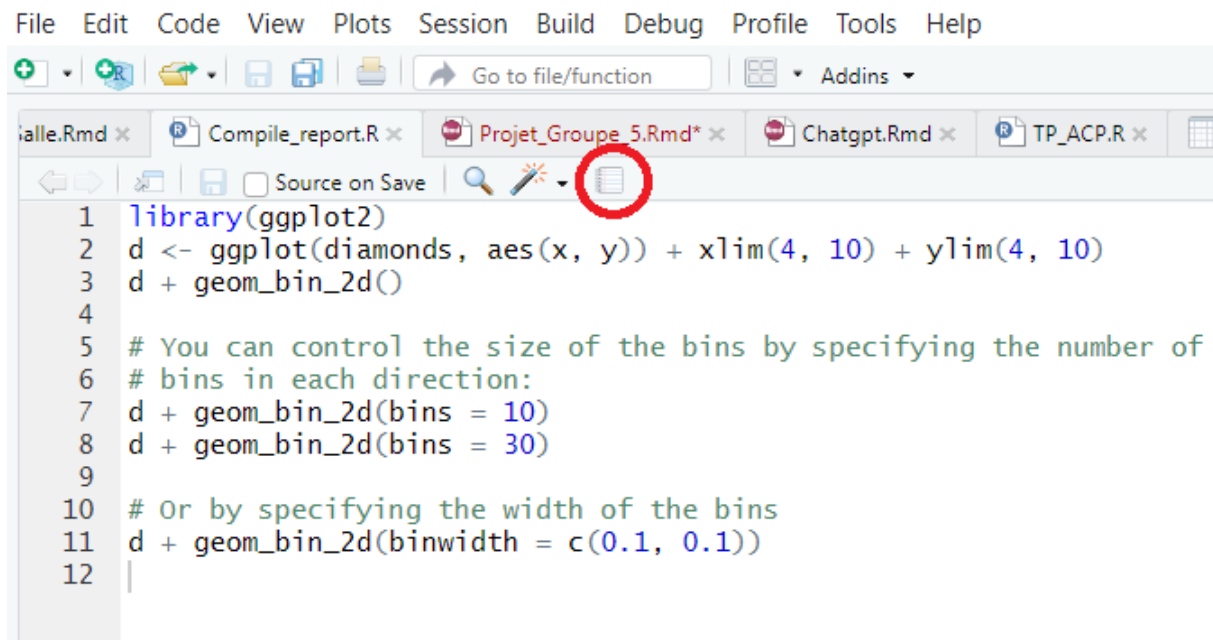 File Edit Code View Plots Session Build Debug Profile Tools Help
Go to file/function Addins
Salle.Rmd Compile_report.R Projet_Groupe_5.Rmd* Chatgpt.Rmd TP_ACP.R
Source on Save
1 library(ggplot2)
2 d <- ggplot(diamonds, aes(x, y)) + xlim(4, 10) + ylim(4, 10)
3 d + geom_bin_2d()
4
5 # You can control the size of the bins by specifying the number of
6 # bins in each direction:
7 d + geom_bin_2d(bins = 10)
8 d + geom_bin_2d(bins = 30)
9
10 # Or by specifying the width of the bins
11 d + geom_bin_2d(binwidth = c(0.1, 0.1))
12